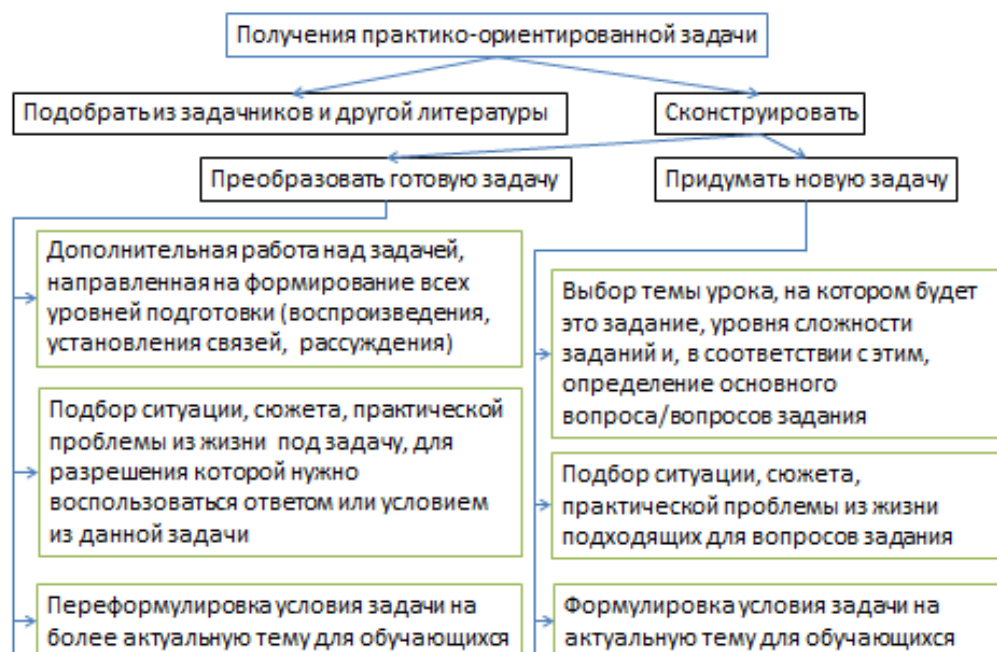 Получения практико-ориентированной задачи
Подобрать из задачников и другой литературы
Сконструировать
Преобразовать готовую задачу
Придумать новую задачу
Дополнительная работа над задачей,
направленная на формирование всех
уровней подготовки (воспроизведения,
установления связей, рассуждения)
Подбор ситуации, сюжета, практической
проблемы из жизни под задачу, для
разрешения которой нужно
воспользоваться ответом или условием
из данной задачи
Переформулировка условия задачи на
более актуальную тему для обучающихся
Выбор темы урока, на котором будет
это задание, уровня сложности
заданий и, в соответствии с этим,
определение основного
вопроса/вопросов задания
Подбор ситуации, сюжета,
практической проблемы из жизни
подходящих для вопросов задания
Формулировка условия задачи на
актуальную тему для обучающихся